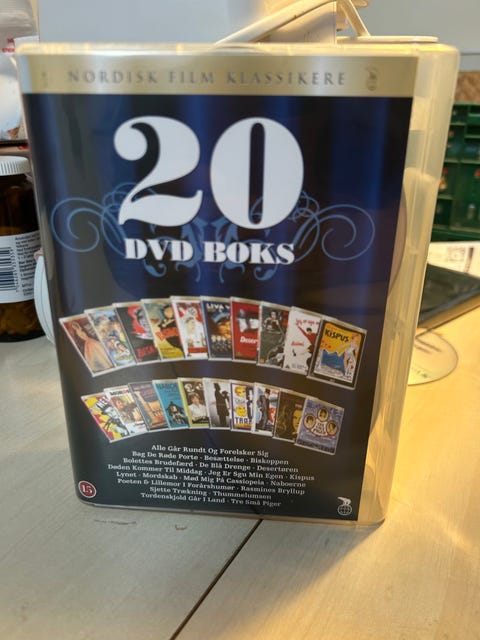 NORDISK FILM KLASSIKERE
20
DVD BOKS
KISPUS
Alle Går Rundt Og Forelsker Sig
Bag De Røde Porte · Besættelse · Biskoppen
Bolettes Brudefærd · De Blå Drenge · Desertøren
Døden Kommer Til Middag · Jeg Er Sgu Min Egen · Kispus
Lynet · Mordskab · Mød Mig På Cassiopeia · Naboerne
Poeten & Lillemor I Forårshumør · Rasmines Bryllup
Sjette Trækning · Thummelumsen
Tordenskjold Går I Land · Tre Små Piger
15